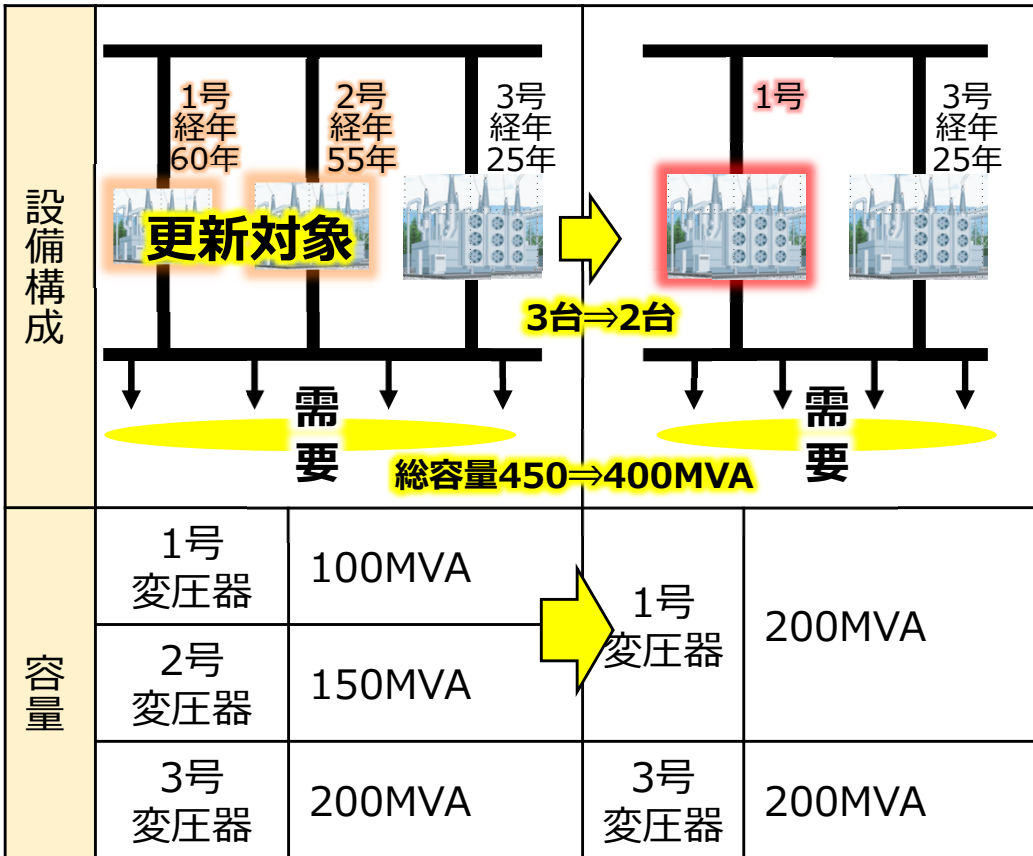 設備構成
1号
経年
60年
2号
経年
55年
3号
経年
25年
更新対象
1号
3号
経年
25年
3台⇒2台
需
要
需
要
総容量450⇒400MVA
容量
1号
変圧器
100MVA
2号
変圧器
150MVA
3号
変圧器
200MVA
1号
変圧器
200MVA
3号
変圧器
200MVA